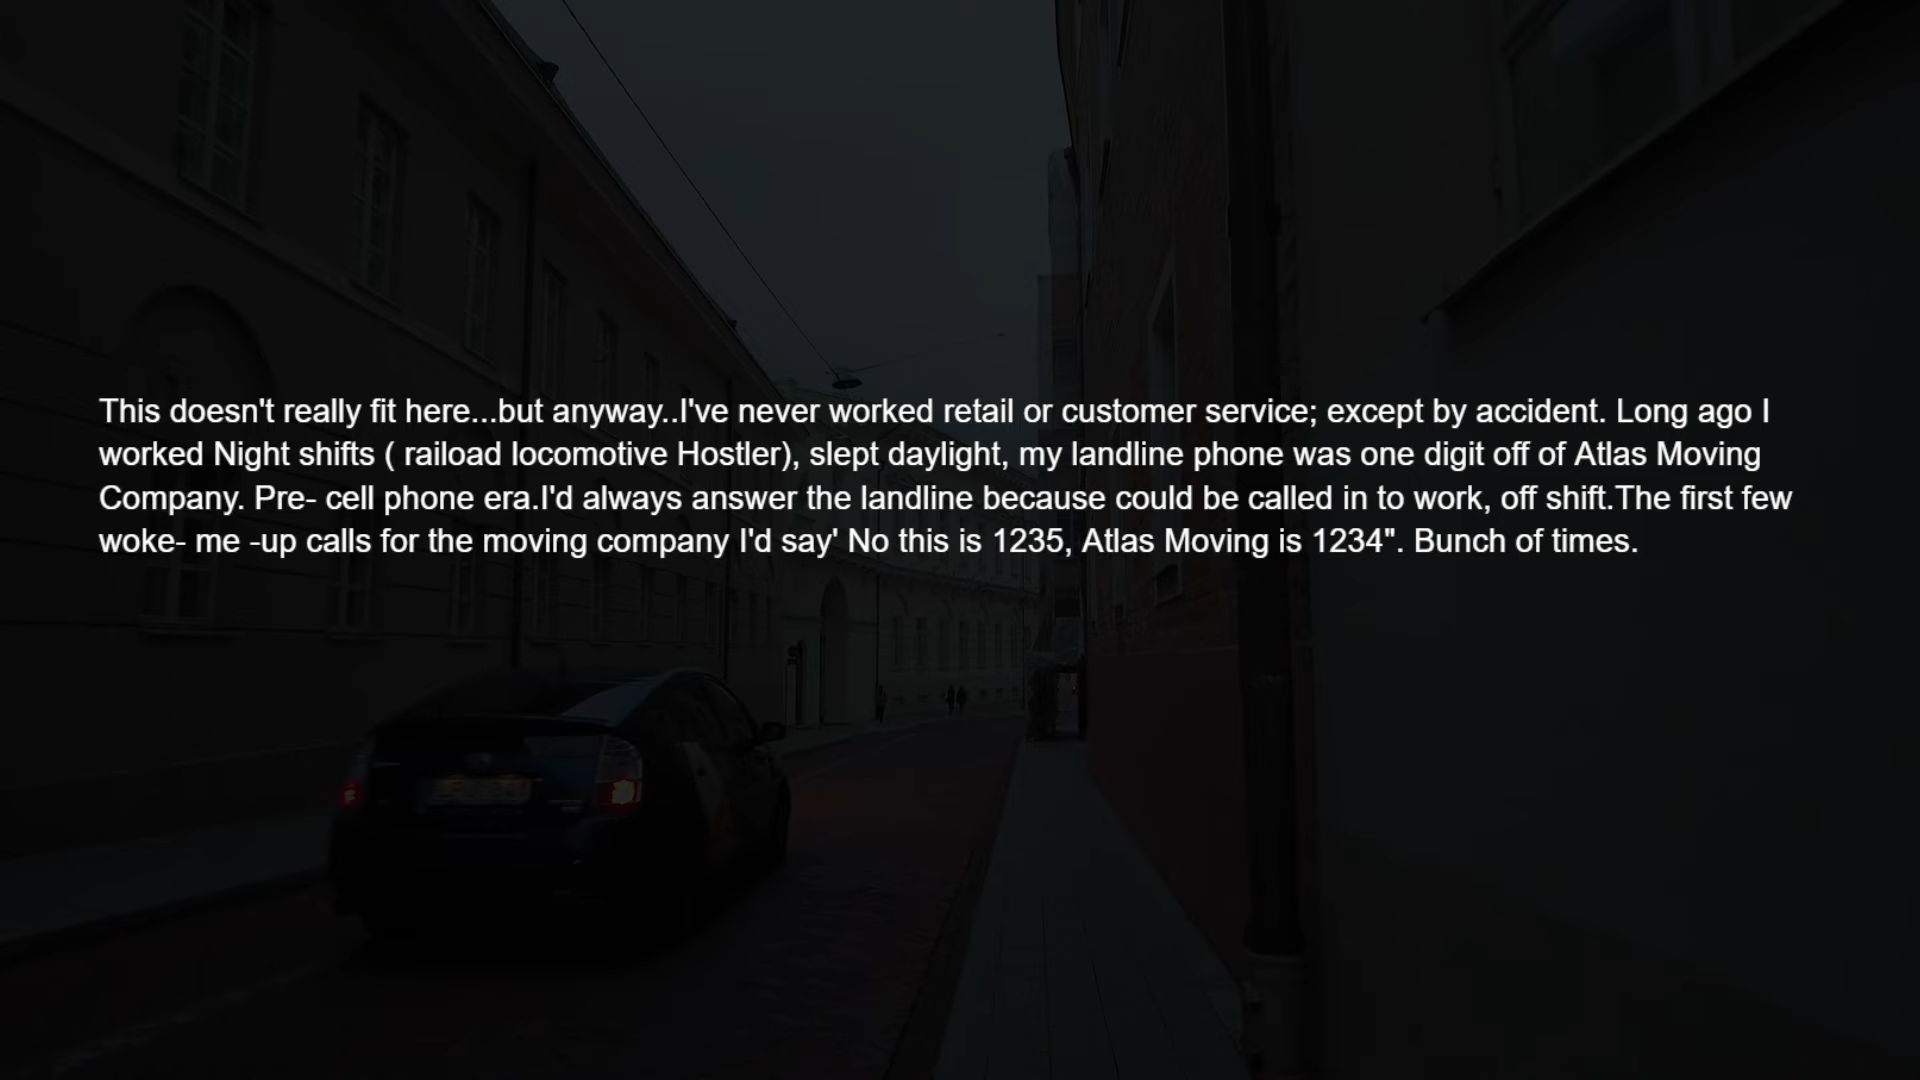 This doesn't really fit here...but anyway..I've never worked retail or customer service; except by accident. Long ago I
worked Night shifts ( raiload locomotive Hostler), slept daylight, my landline phone was one digit off of Atlas Moving
Company. Pre- cell phone era.I'd always answer the landline because could be called in to work, off shift.The first few
woke- me -up calls for the moving company I'd say' No this is 1235, Atlas Moving is 1234". Bunch of times.